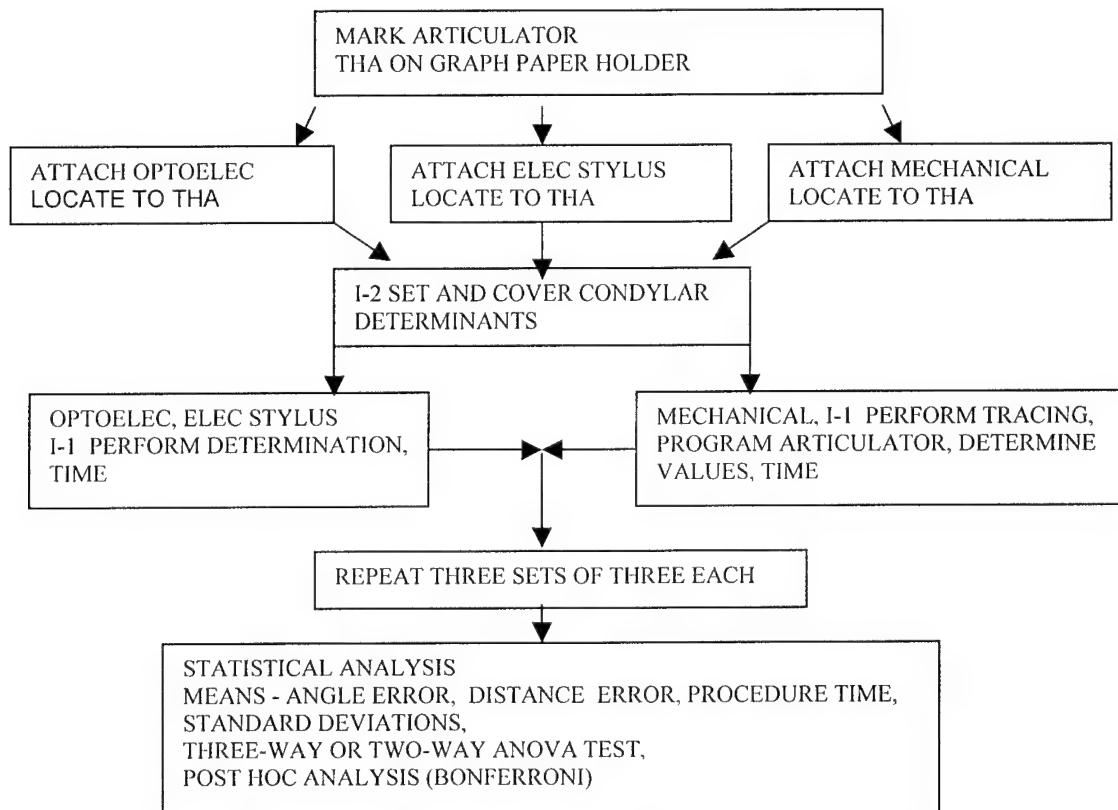 MARK ARTICULATOR
THA ON GRAPH PAPER HOLDER
ATTACH OPTOELEC
LOCATE TO THA
ATTACH ELEC STYLUS
LOCATE TO THA
ATTACH MECHANICAL
LOCATE TO THA
I-2 SET AND COVER CONDYLAR
DETERMINANTS
OPTOELEC, ELEC STYLUS
I-1 PERFORM DETERMINATION,
TIME
MECHANICAL, I-1 PERFORM TRACING,
PROGRAM ARTICULATOR, DETERMINE
VALUES, TIME
REPEAT THREE SETS OF THREE EACH
STATISTICAL ANALYSIS
MEANS - ANGLE ERROR, DISTANCE ERROR, PROCEDURE TIME,
STANDARD DEVIATIONS,
THREE-WAY OR TWO-WAY ANOVA TEST,
POST HOC ANALYSIS (BONFERRONI)